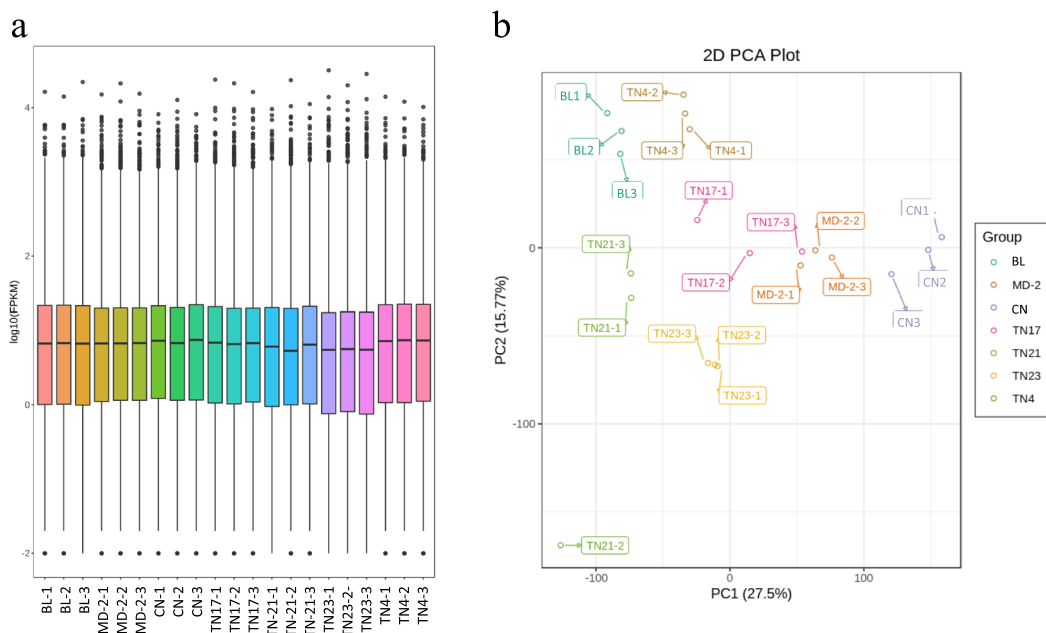 a
b
log10(FPKM)
4
2
0
-2
BL-1
BL-2
BL-3
MD-2-1
MD-2-2
MD-2-3
CN-1
CN-2
CN-3
TN17-1
TN17-2
TN17-3
TN-21-1
TN-21-2
TN-21-3
TN23-1
TN23-2-
TN23-3
TN4-1
TN4-2
TN4-3
2D PCA Plot
BL1
TN4-2
BL2
TN4-3
TN4-1
BL3
TN17-1
CN1
TN17-3
MD-2-2
TN21-3
TN17-2
MD-2-1
MD-2-3
CN2
CN3
TN21-1
TN23-3
TN23-2
TN23-1
TN21-2
PC2 (15.77%)
0
-100
-100
0
100
PC1 (27.5%)
Group
BL
MD-2
CN
TN17
TN21
TN23
TN4